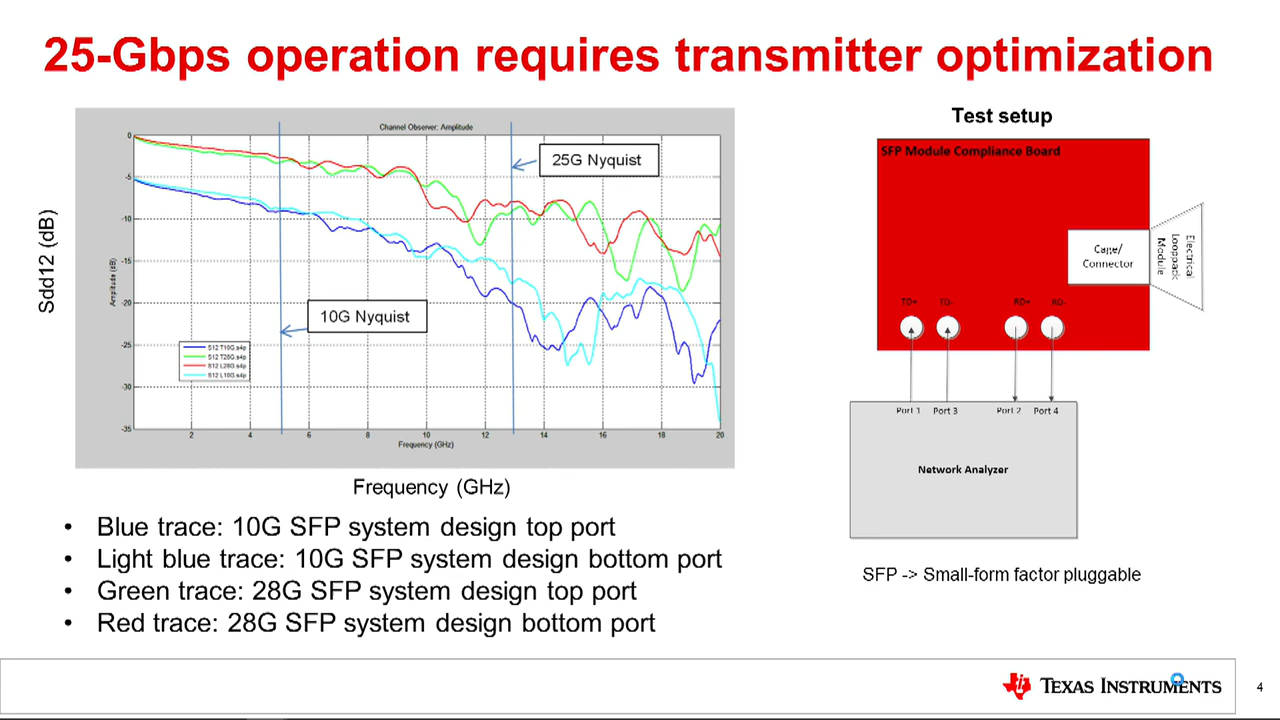 25-Gbps operation requires transmitter optimization
Channel Observer: Amplitude
0
-5
-10
-15
-20
-25
-30
-35
2
4
6
8
10
12
14
16
18
20
Amplitude (dB)
Frequency (GHz)
Sdd12 (dB)
25G Nyquist
10G Nyquist
S12 T10G.s4p
S12 T28G.s4p
S12 L28G.s4p
S12 L10G.s4p
Frequency (GHz)
• Blue trace: 10G SFP system design top port
• Light blue trace: 10G SFP system design bottom port
• Green trace: 28G SFP system design top port
• Red trace: 28G SFP system design bottom port
Test setup
SFP Module Compliance Board
Cage/
Connector
Electrical
Loopback
Module
TD+ TD- RD+ RD-
Port 1 Port 3 Port 2 Port 4
Network Analyzer
SFP -> Small-form factor pluggable
TEXAS INSTRUMENTS
4